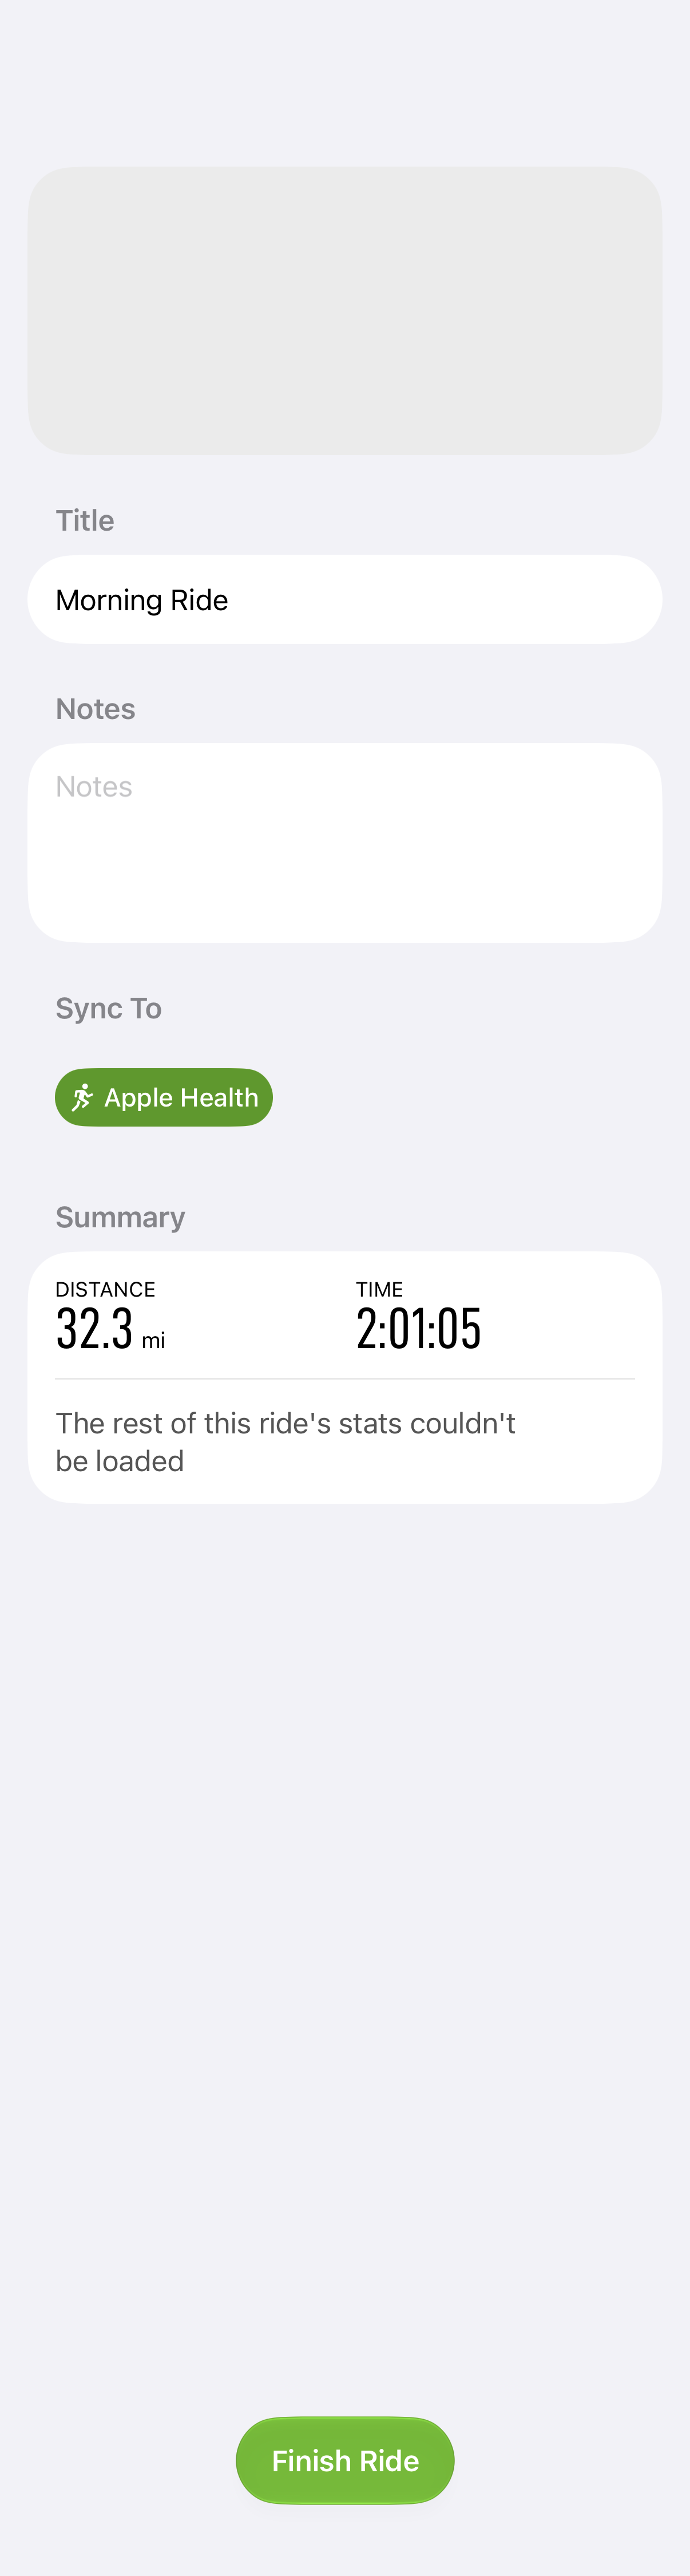 Title
Morning Ride
Notes
Notes
Sync To
Apple Health
Summary
DISTANCE
32.3 mi
TIME
2:01:05
The rest of this ride's stats couldn't
be loaded
Finish Ride